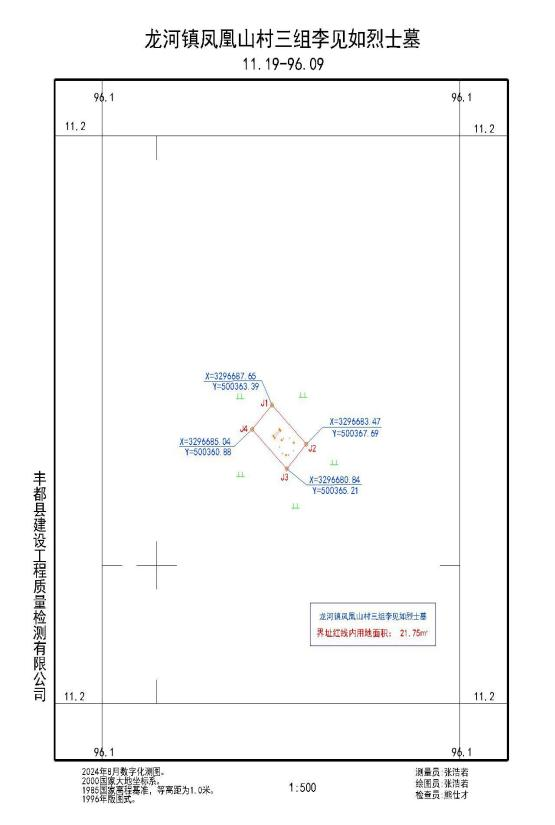 龙河镇凤凰山村三组李见如烈士墓
11.19-96.09
96.1
96.1
11.2
11.2
X=3296687.65
Y=500363.39
J1
X=3296683.47
Y=500367.69
J4
X=3296685.04
Y=500360.88
J2
J3
X=3296680.84
Y=500365.21
丰都县建设工程质量检测有限公司
龙河镇凤凰山村三组李见如烈士墓
界址红线内用地面积: 21.75㎡
11.2
11.2
96.1
96.1
2024年8月数字化测图。
2000国家大地坐标系。
1985国家高程基准,等高距为1.0米。
1996年版图式。
1:500
测量员:张浩若
绘图员:张浩若
检查员:熊仕才